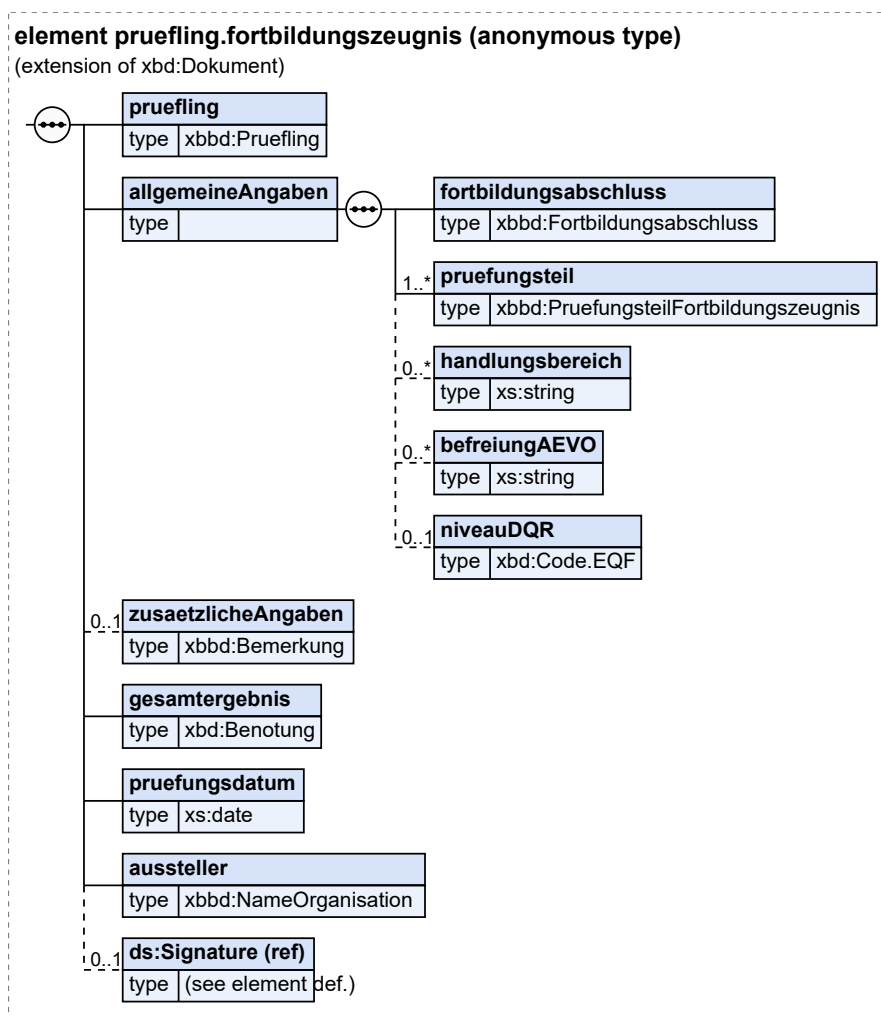 element pruefling.fortbildungszeugnis (anonymous type)
(extension of xbd:Dokument)
pruefling
type xbbd:Pruefling
allgemeineAngaben
type
fortbildungsabschluss
type xbbd:Fortbildungsabschluss
1..* pruefungsteil
type xbbd:PruefungsteilFortbildungszeugnis
0..* handlungsbereich
type xs:string
0..* befreiungAEVO
type xs:string
0..1 niveauDQR
type xbd:Code.EQF
0..1 zusaetzlicheAngaben
type xbbd:Bemerkung
gesamtergebnis
type xbd:Benotung
pruefungsdatum
type xs:date
aussteller
type xbbd:NameOrganisation
0..1 ds:Signature (ref)
type (see element def.)